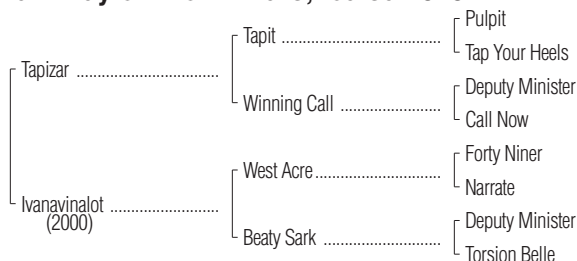 Pulpit
Tapit ................................
Tap Your Heels
Tapizar ...........................................
Deputy Minister
Winning Call ........................
Call Now
Forty Niner
West Acre..............................
Narrate
Ivanavinalot ................................
(2000)
Deputy Minister
Beaty Sark ............................
Torsion Belle